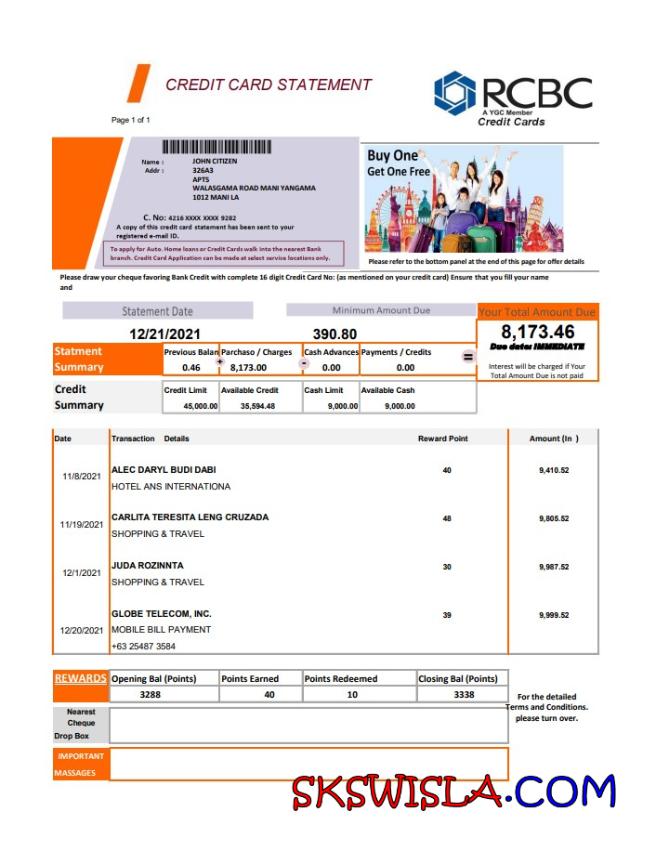 CREDIT CARD STATEMENT
RCBC
A YGC Member
Credit Cards
Page 1 of 1
Name : JOHN CITIZEN
Addr : 326A3
APTS
WALASGAMA ROAD MANI YANGAMA
1012 MANI LA
C. No: 4216 XXXX XXXX 9282
A copy of this credit card statement has been sent to your
registered e-mail ID.
To apply for Auto. Home loans or Credit Cards walk into the nearest Bank
branch. Credit Card Application can be made at select service locations only.
Buy One
Get One Free
Please refer to the bottom panel at the end of this page for offer details
Please draw your cheque favoring Bank Credit with complete 16 digit Credit Card No: (as mentioned on your credit card) Ensure that you fill your name
and
Statement Date Minimum Amount Due Your Total Amount Due
12/21/2021 390.80 8,173.46
Due date: IMMEDIATE
Interest will be charged if Your
Total Amount Due is not paid
Statment Summary
Previous Balan Parchaso / Charges Cash Advances Payments / Credits
0.46 + 8,173.00 - 0.00 0.00 =
Credit Summary
Credit Limit Available Credit Cash Limit Available Cash
45,000.00 35,594.48 9,000.00 9,000.00
Date Transaction Details Reward Point Amount (In )
11/8/2021 ALEC DARYL BUDI DABI 40 9,410.52
HOTEL ANS INTERNATIONA
11/19/2021 CARLITA TERESITA LENG CRUZADA 48 9,805.52
SHOPPING & TRAVEL
12/1/2021 JUDA ROZINNTA 30 9,987.52
SHOPPING & TRAVEL
GLOBE TELECOM, INC. 39 9,999.52
12/20/2021 MOBILE BILL PAYMENT
+63 25487 3584
REWARDS Opening Bal (Points) Points Earned Points Redeemed Closing Bal (Points)
3288 40 10 3338
For the detailed
Terms and Conditions.
please turn over.
Nearest
Cheque
Drop Box
IMPORTANT
MASSAGES
SKSWISLA.COM